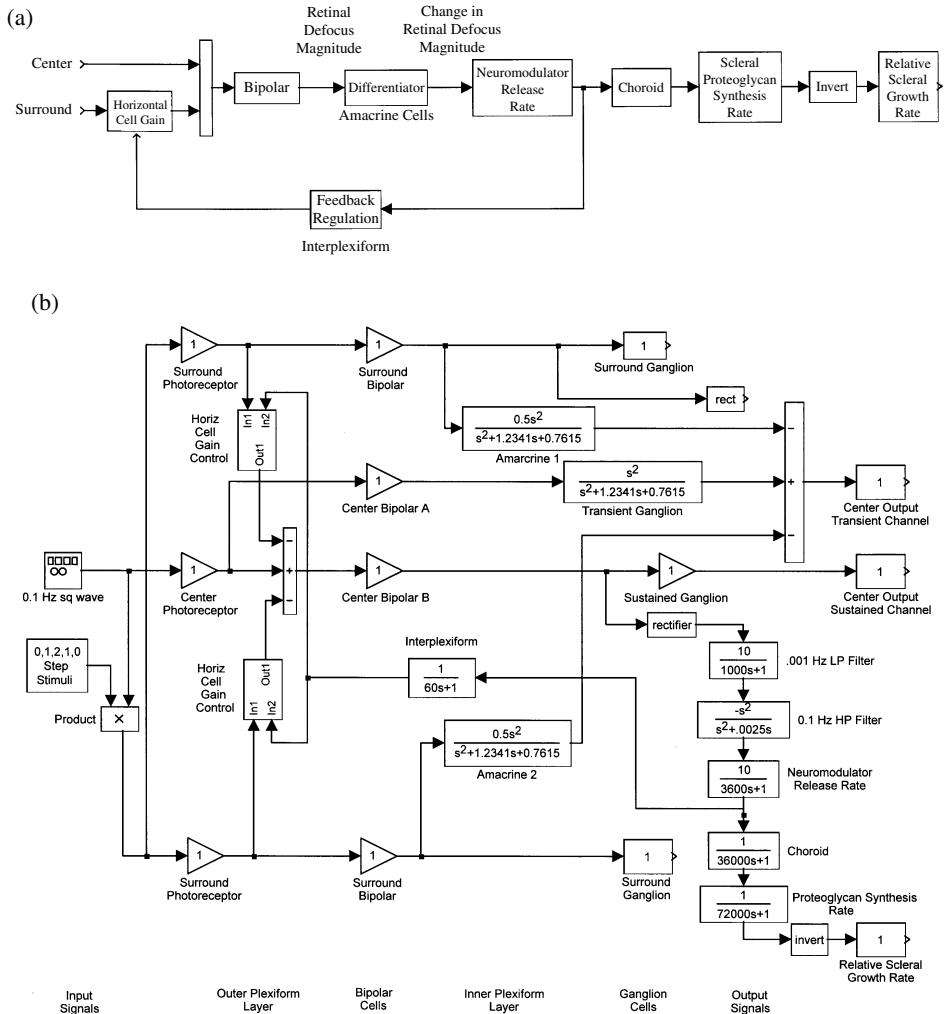 (a)
Retinal
Defocus
Magnitude
Change in
Retinal Defocus
Magnitude
Center
Surround
Horizontal
Cell Gain
Bipolar
Differentiator
Amacrine Cells
Neuromodulator
Release
Rate
Choroid
Scleral
Proteoglycan
Synthesis
Rate
Invert
Relative
Scleral
Growth
Rate
Feedback
Regulation
Interplexiform
(b)
1
Surround
Photoreceptor
1
Surround
Bipolar
1
Surround Ganglion
rect
Horiz
Cell
Gain
Control
In1
In2
Out1
0.5s2
s2+1.2341s+0.7615
Amarcrine 1
−
+
−
1
Center Bipolar A
s2
s2+1.2341s+0.7615
Transient Ganglion
1
Center Output
Transient Channel
0.1 Hz sq wave
1
Center
Photoreceptor
−
+
−
1
Center Bipolar B
1
Sustained Ganglion
1
Center Output
Sustained Channel
rectifier
0,1,2,1,0
Step
Stimuli
Product
×
Horiz
Cell
Gain
Control
Out1
In1
In2
Interplexiform
1
60s+1
10
1000s+1
.001 Hz LP Filter
-s2
s2+.0025s
0.1 Hz HP Filter
0.5s2
s2+1.2341s+0.7615
Amacrine 2
10
3600s+1
Neuromodulator
Release Rate
1
Surround
Photoreceptor
1
Surround
Bipolar
1
Surround
Ganglion
1
36000s+1
Choroid
1
72000s+1
Proteoglycan Synthesis
Rate
invert
1
Relative Scleral
Growth Rate
Input
Signals
Outer Plexiform
Layer
Bipolar
Cells
Inner Plexiform
Layer
Ganglion
Cells
Output
Signals